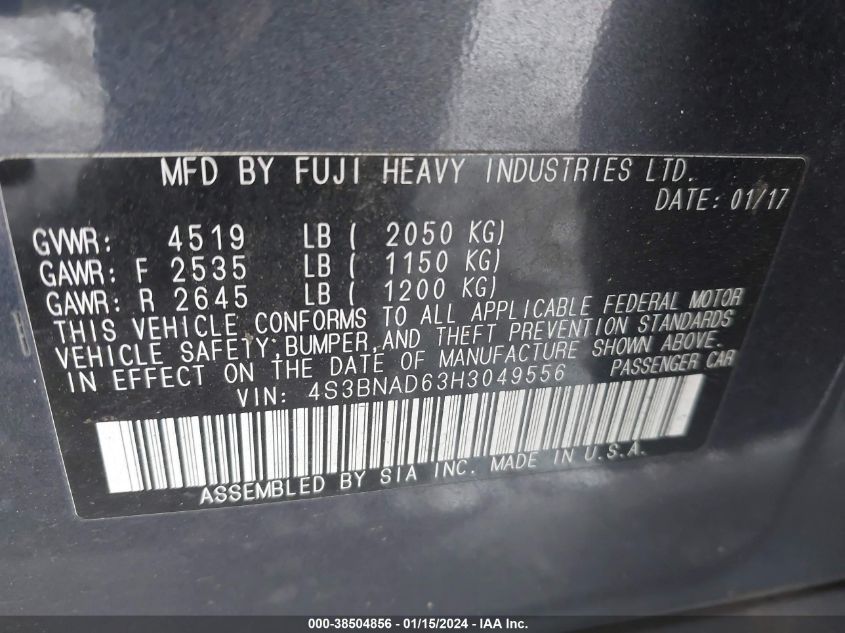 MFD BY FUJI HEAVY INDUSTRIES LTD.
DATE: 01/17
GVWR: 4519 LB ( 2050 KG)
GAWR: F 2535 LB ( 1150 KG)
GAWR: R 2645 LB ( 1200 KG)
THIS VEHICLE CONFORMS TO ALL APPLICABLE FEDERAL MOTOR
VEHICLE SAFETY, BUMPER, AND THEFT PREVENTION STANDARDS
IN EFFECT ON THE DATE OF MANUFACTURE SHOWN ABOVE.
VIN: 4S3BNAD63H3049556 PASSENGER CAR
ASSEMBLED BY SIA INC. MADE IN U.S.A.
000-38504856 - 01/15/2024 - IAA Inc.